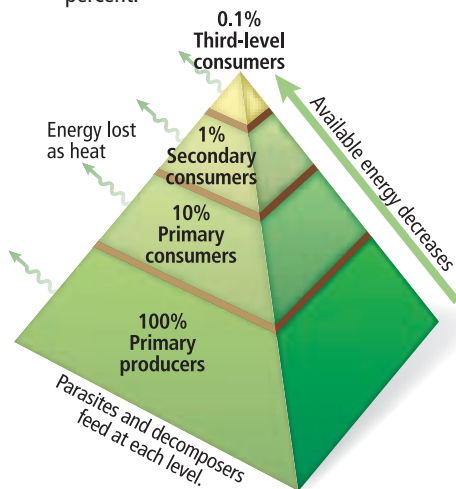 percent.
0.1%
Third-level
consumers
Energy lost
as heat
1%
Secondary
consumers
Available energy decreases
10%
Primary
consumers
100%
Primary
producers
Parasites and decomposers
feed at each level.